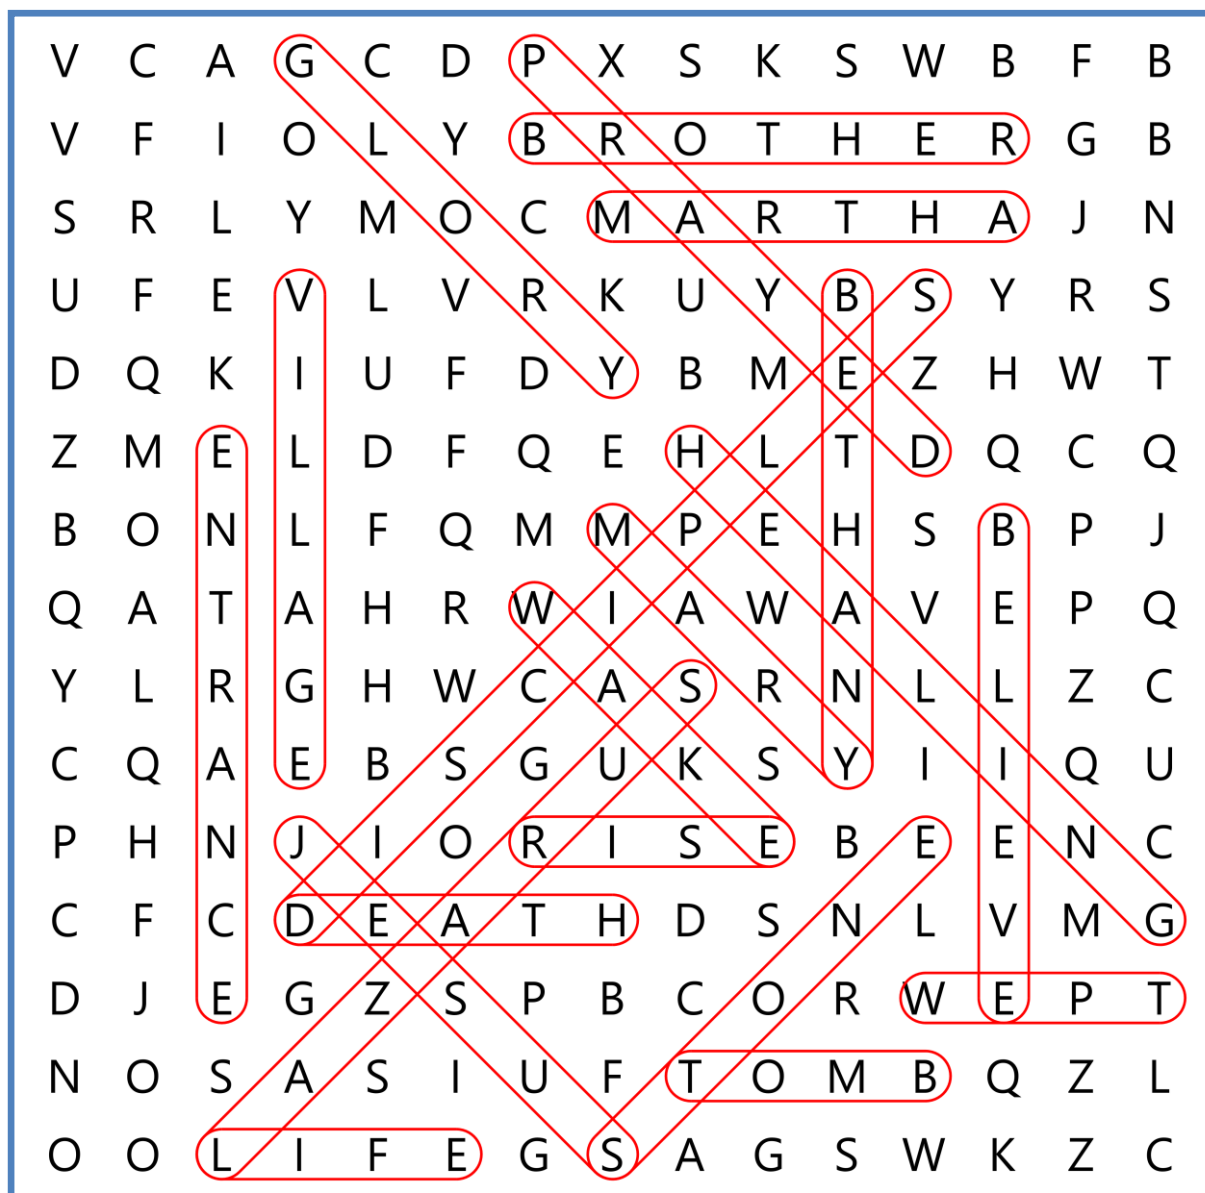 V C A G C D P X S K S W B F B
V F I O L Y B R O T H E R G B
S R L Y M O C M A R T H A J N
U F E V L V R K U Y B S Y R S
D Q K I U F D Y B M E Z H W T
Z M E L D F Q E H L T D Q C Q
B O N L F Q M M P E H S B P J
Q A T A H R W I A W A V E P Q
Y L R G H W C A S R N L L Z C
C Q A E B S G U K S Y I I Q U
P H N J I O R I S E B E E N C
C F C D E A T H D S N L V M G
D J E G Z S P B C O R W E P T
N O S A S I U F T O M B Q Z L
O O L I F E G S A G S W K Z C